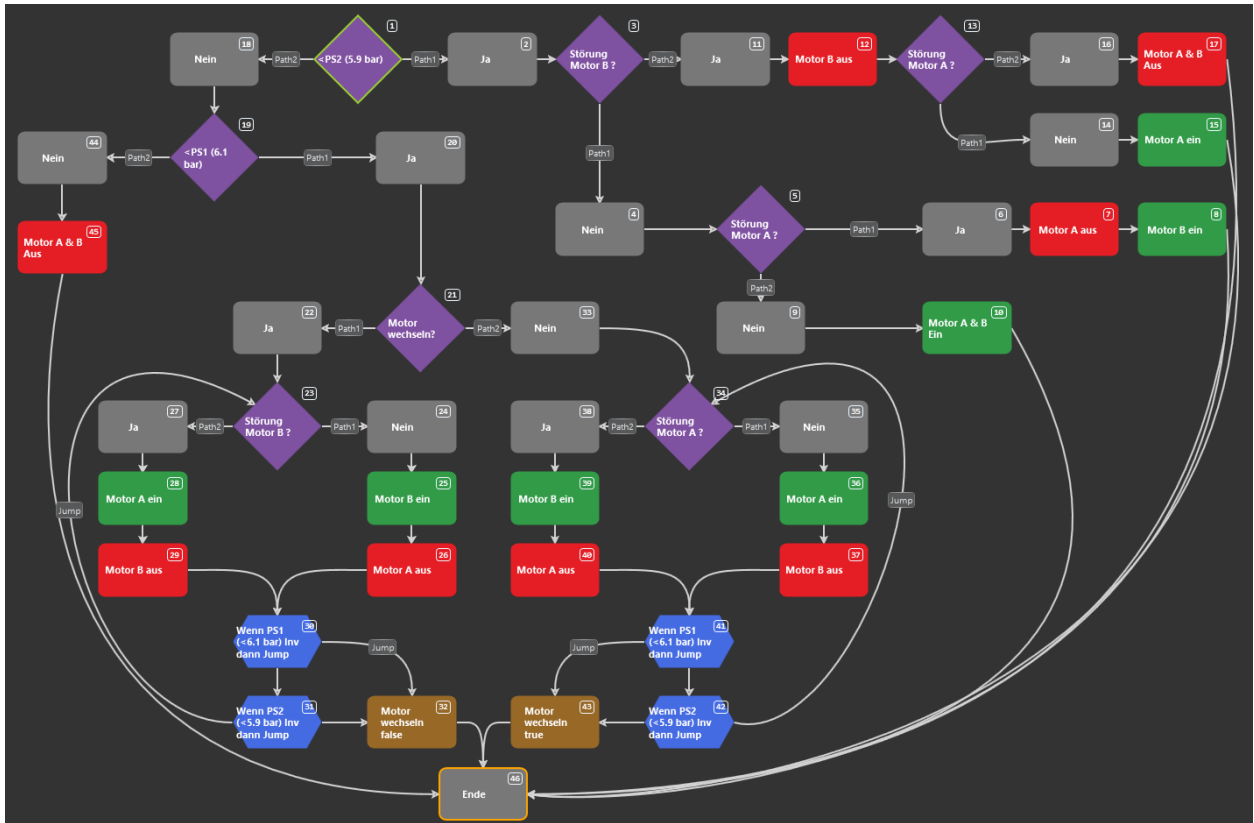 1
<PS2 (5.9 bar)
Path2
Path1
18
Nein
2
Ja
3
Störung
Motor B ?
Path2
Path1
11
Ja
12
Motor B aus
13
Störung
Motor A ?
Path2
Path1
16
Ja
17
Motor A & B
Aus
14
Nein
15
Motor A ein
44
Nein
Path2
19
<PS1 (6.1
bar)
Path1
20
Ja
45
Motor A & B
Aus
4
Nein
5
Störung
Motor A ?
Path1
Path2
6
Ja
7
Motor A aus
8
Motor B ein
9
Nein
10
Motor A & B
Ein
22
Ja
Path1
21
Motor
wechseln?
Path2
33
Nein
27
Ja
Path2
23
Störung
Motor B ?
Path1
24
Nein
38
Ja
Path2
34
Störung
Motor A ?
Path1
35
Nein
28
Motor A ein
25
Motor B ein
39
Motor B ein
36
Motor A ein
Jump
Jump
29
Motor B aus
26
Motor A aus
40
Motor A aus
37
Motor B aus
30
Wenn PS1
(<6.1 bar) Inv
dann Jump
Jump
41
Wenn PS1
(<6.1 bar) Inv
dann Jump
Jump
31
Wenn PS2
(<5.9 bar) Inv
dann Jump
32
Motor
wechseln
false
43
Motor
wechseln
true
42
Wenn PS2
(<5.9 bar) Inv
dann Jump
46
Ende